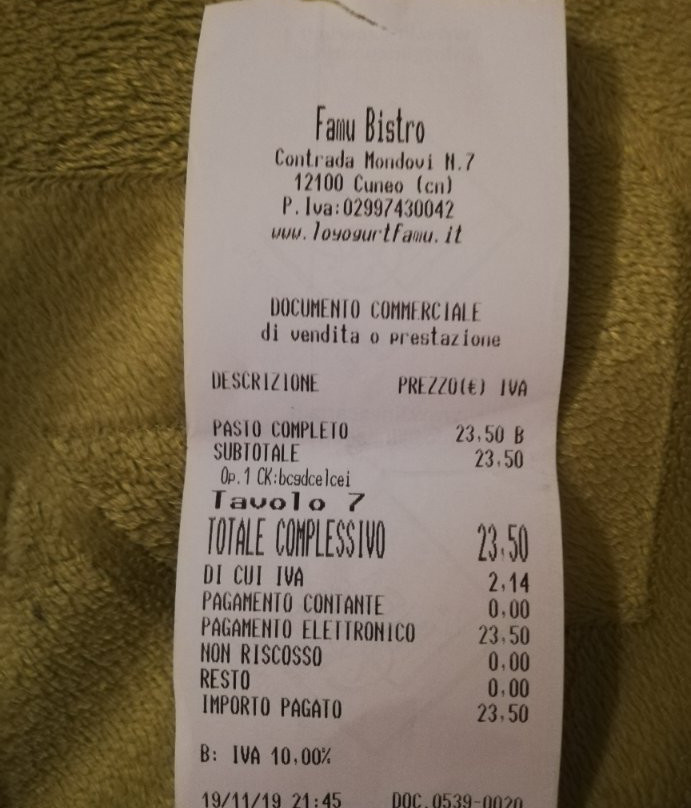 Famu Bistro
Contrada Mondovi N.7
12100 Cuneo (cn)
P.Iva:02997430042
www.loyogurtfamu.it
DOCUMENTO COMMERCIALE
di vendita o prestazione
DESCRIZIONE PREZZO(€) IVA
PASTO COMPLETO 23,50 B
SUBTOTALE 23,50
Op.1 CK:bcgdcelcei
Tavolo 7
TOTALE COMPLESSIVO 23,50
DI CUI IVA 2,14
PAGAMENTO CONTANTE 0,00
PAGAMENTO ELETTRONICO 23,50
NON RISCOSSO 0,00
RESTO 0,00
IMPORTO PAGATO 23,50
B: IVA 10,00%
19/11/19 21:45 DOC.0539-0020